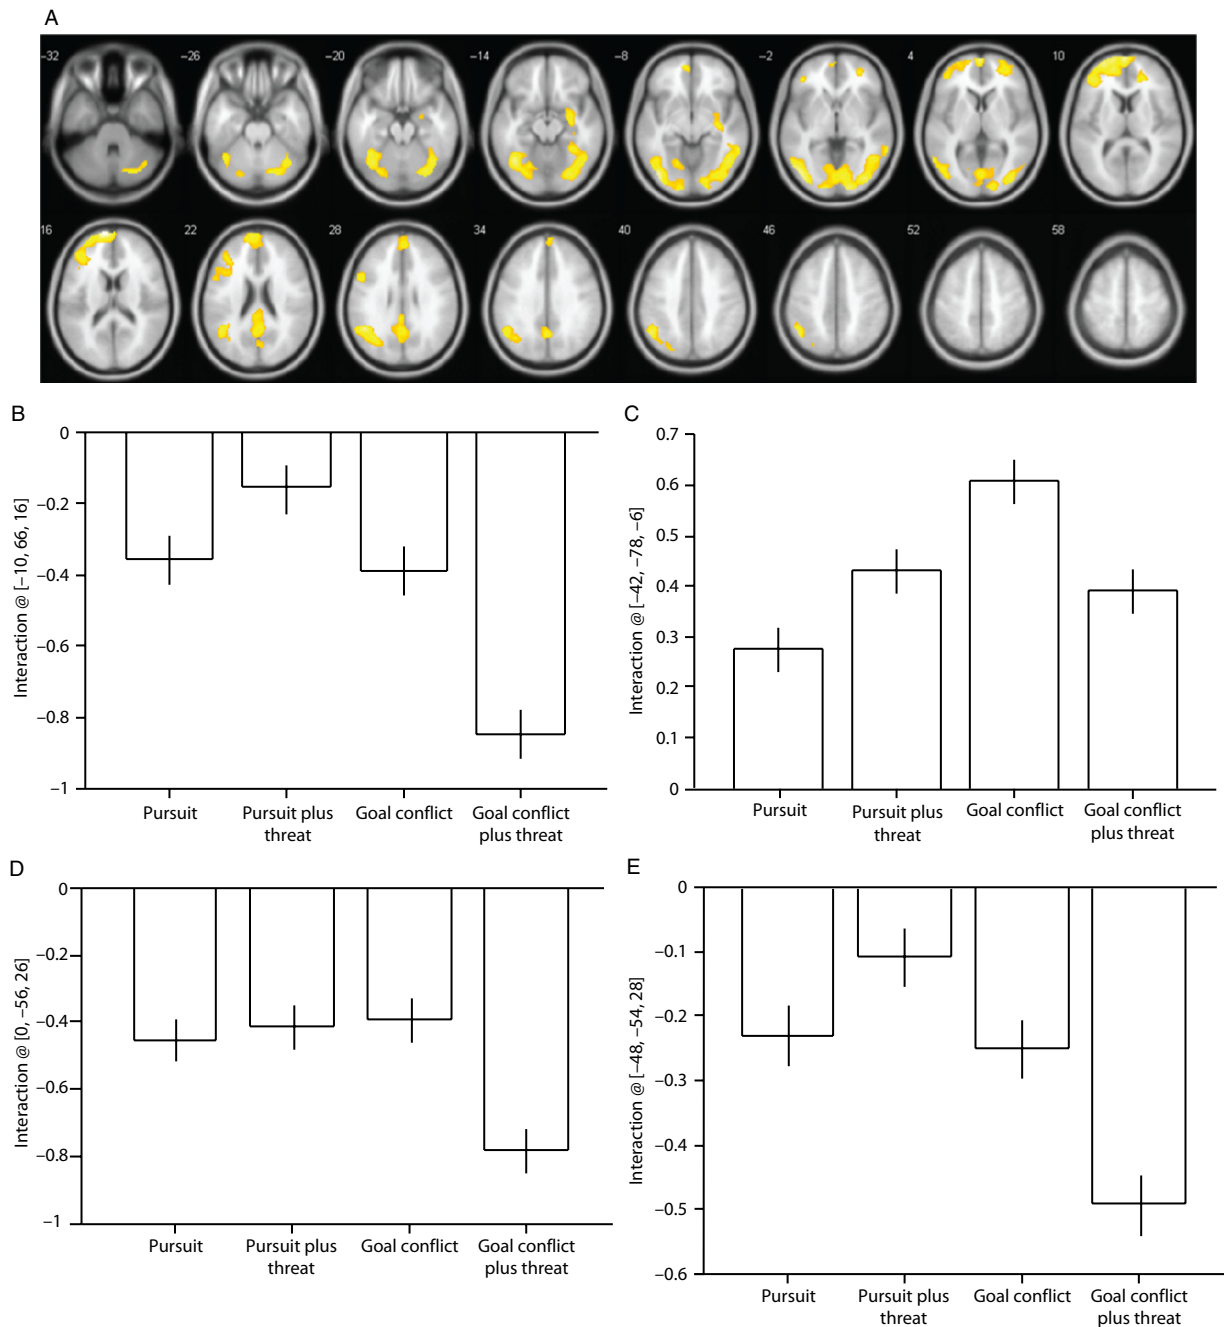 A
−32 −26 −20 −14 −8 −2 4 10
16 22 28 34 40 46 52 58
B
0
−0.2
−0.4
−0.6
−0.8
−1
Interaction @ [−10, 66, 16]
Pursuit Pursuit plus Goal conflict Goal conflict
threat plus threat
C
0.7
0.6
0.5
0.4
0.3
0.2
0.1
0
Interaction @ [−42, −78, −6]
Pursuit Pursuit plus Goal conflict Goal conflict
threat plus threat
D
0
−0.2
−0.4
−0.6
−0.8
−1
Interaction @ [0, −56, 26]
Pursuit Pursuit plus Goal conflict Goal conflict
threat plus threat
E
0
−0.1
−0.2
−0.3
−0.4
−0.5
−0.6
Interaction @ [−48, −54, 28]
Pursuit Pursuit plus Goal conflict Goal conflict
threat plus threat